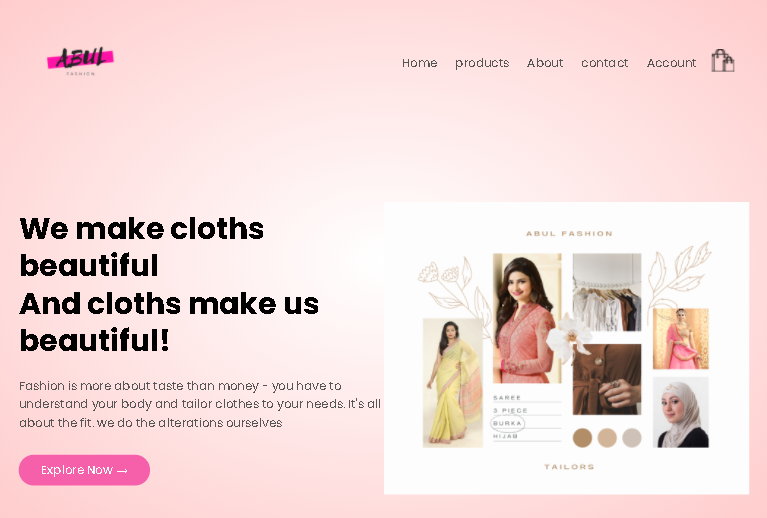 ABUL
FASHION
Home products About contact Account
We make cloths
beautiful
And cloths make us
beautiful!
Fashion is more about taste than money - you have to
understand your body and tailor clothes to your needs. It's all
about the fit. we do the alterations ourselves
Explore Now →
ABUL FASHION
SAREE
3 PIECE
BURKA
HIJAB
TAILORS